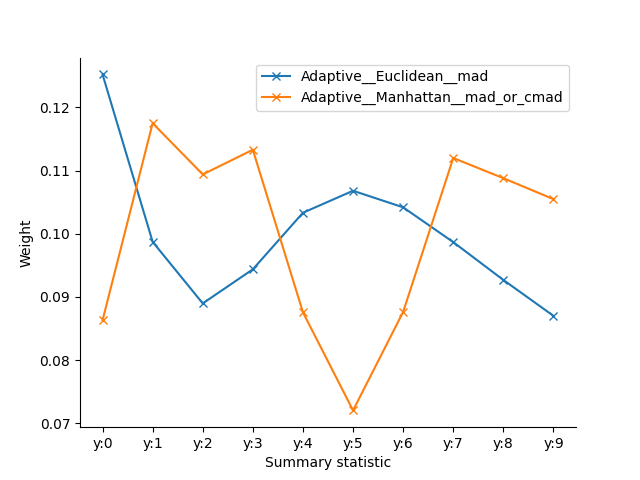 Adaptive__Euclidean__mad
Adaptive__Manhattan__mad_or_cmad
0.12
0.11
0.10
0.09
0.08
0.07
Weight
y:0 y:1 y:2 y:3 y:4 y:5 y:6 y:7 y:8 y:9
Summary statistic